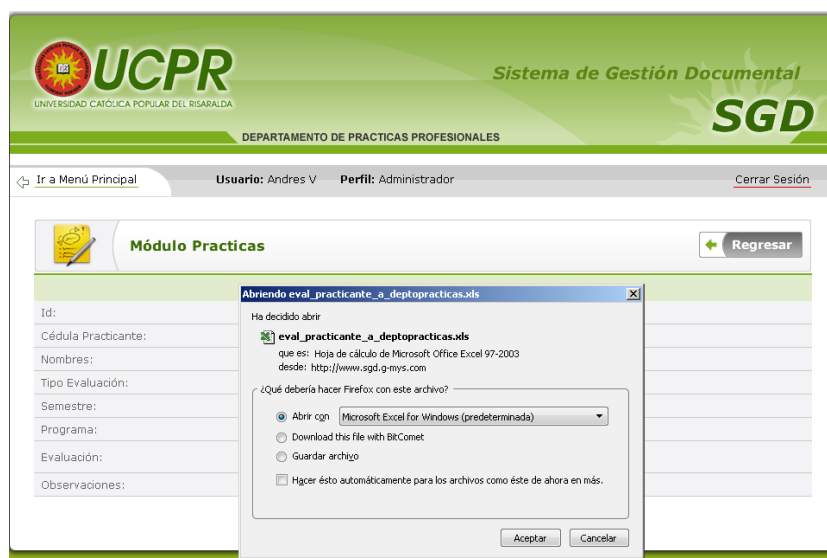 UCPR
UNIVERSIDAD CATÓLICA POPULAR DEL RISARALDA
Sistema de Gestión Documental
SGD
DEPARTAMENTO DE PRACTICAS PROFESIONALES
Ir a Menú Principal
Usuario: Andres V Perfil: Administrador
Cerrar Sesión
Módulo Practicas
Regresar
Abriendo eval_practicante_a_deptopracticas.xls
Ha decidido abrir
eval_practicante_a_deptopracticas.xls
que es: Hoja de cálculo de Microsoft Office Excel 97-2003
desde: http://www.sgd.g-mys.com
¿Qué debería hacer Firefox con este archivo?
Abrir con Microsoft Excel for Windows (predeterminada)
Download this file with BitComet
Guardar archivo
Hacer ésto automáticamente para los archivos como éste de ahora en más.
Aceptar Cancelar
Id:
Cédula Practicante:
Nombres:
Tipo Evaluación:
Semestre:
Programa:
Evaluación:
Observaciones: